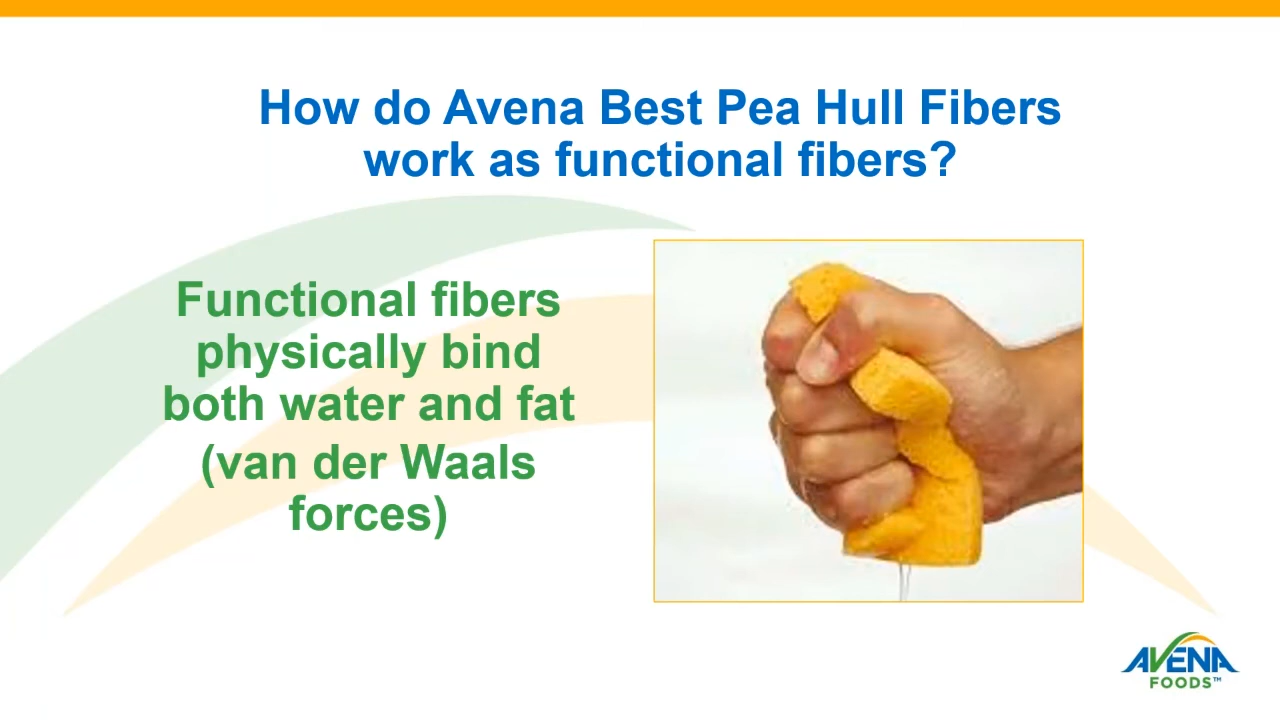 How do Avena Best Pea Hull Fibers
work as functional fibers?
Functional fibers
physically bind
both water and fat
(van der Waals
forces)
AVENA
FOODS™